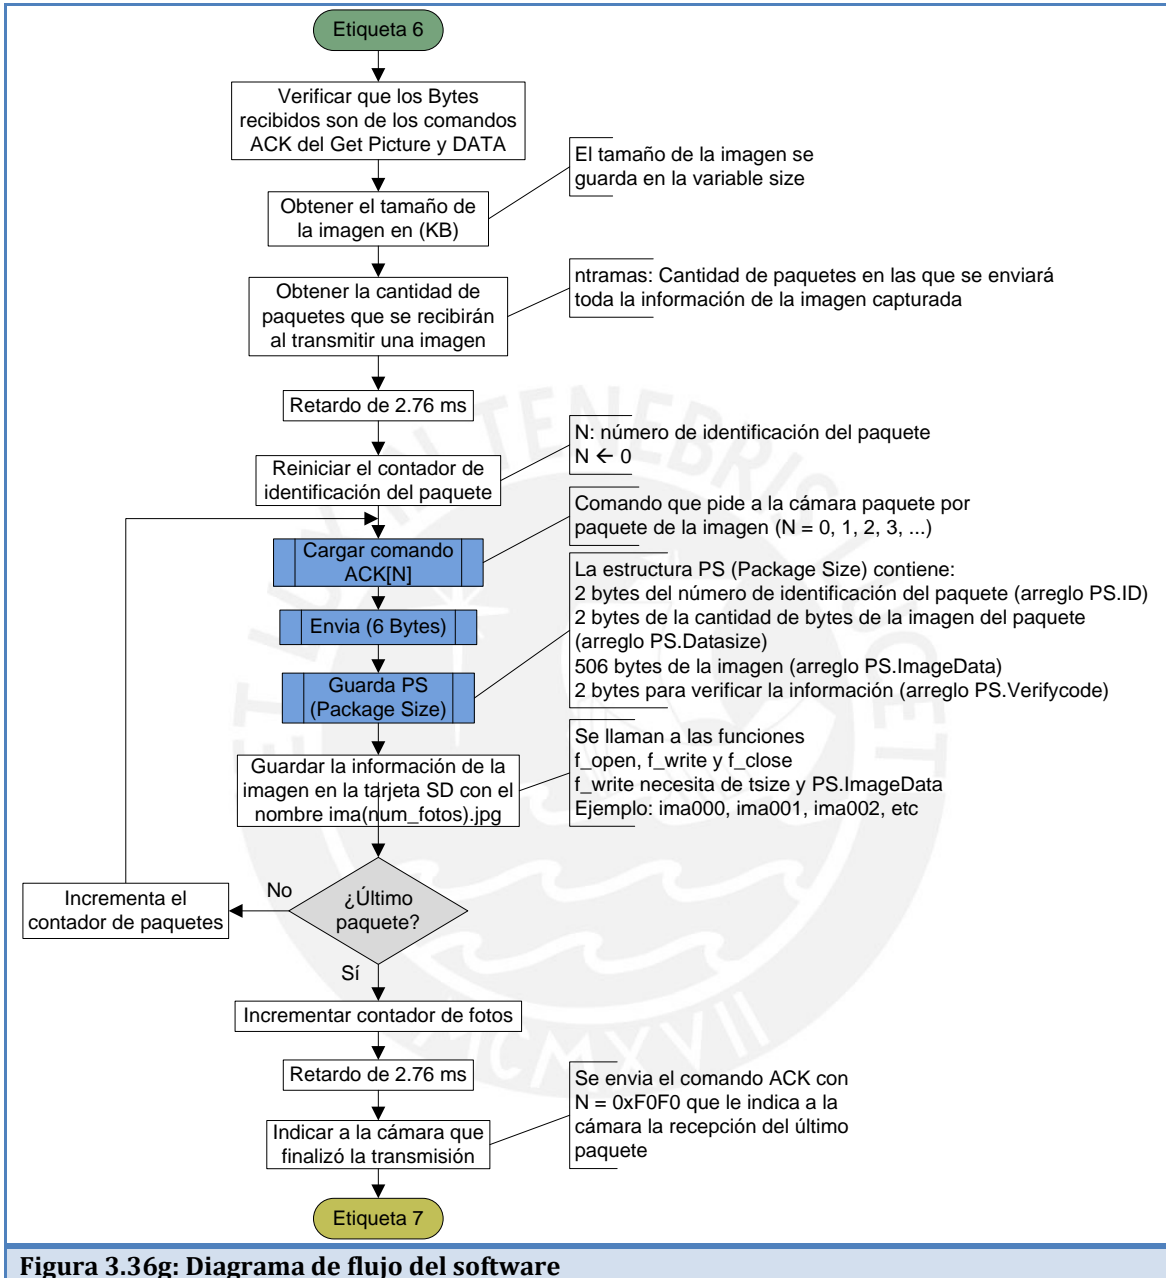 Etiqueta 6
Verificar que los Bytes
recibidos son de los comandos
ACK del Get Picture y DATA
El tamaño de la imagen se
guarda en la variable size
Obtener el tamaño de
la imagen en (KB)
ntramas: Cantidad de paquetes en las que se enviará
toda la información de la imagen capturada
Obtener la cantidad de
paquetes que se recibirán
al transmitir una imagen
Retardo de 2.76 ms
N: número de identificación del paquete
N ← 0
Reiniciar el contador de
identificación del paquete
Comando que pide a la cámara paquete por
paquete de la imagen (N = 0, 1, 2, 3, ...)
Cargar comando
ACK[N]
La estructura PS (Package Size) contiene:
2 bytes del número de identificación del paquete (arreglo PS.ID)
2 bytes de la cantidad de bytes de la imagen del paquete
(arreglo PS.Datasize)
506 bytes de la imagen (arreglo PS.ImageData)
2 bytes para verificar la información (arreglo PS.Verifycode)
Envia (6 Bytes)
Guarda PS
(Package Size)
Se llaman a las funciones
f_open, f_write y f_close
f_write necesita de tsize y PS.ImageData
Ejemplo: ima000, ima001, ima002, etc
Guardar la información de la
imagen en la tarjeta SD con el
nombre ima(num_fotos).jpg
¿Último
paquete?
No
Incrementa el
contador de paquetes
Sí
Incrementar contador de fotos
Retardo de 2.76 ms
Se envia el comando ACK con
N = 0xF0F0 que le indica a la
cámara la recepción del último
paquete
Indicar a la cámara que
finalizó la transmisión
Etiqueta 7
Figura 3.36g: Diagrama de flujo del software
ET LUX IN TENEBRIS LUCET
MCMXVII